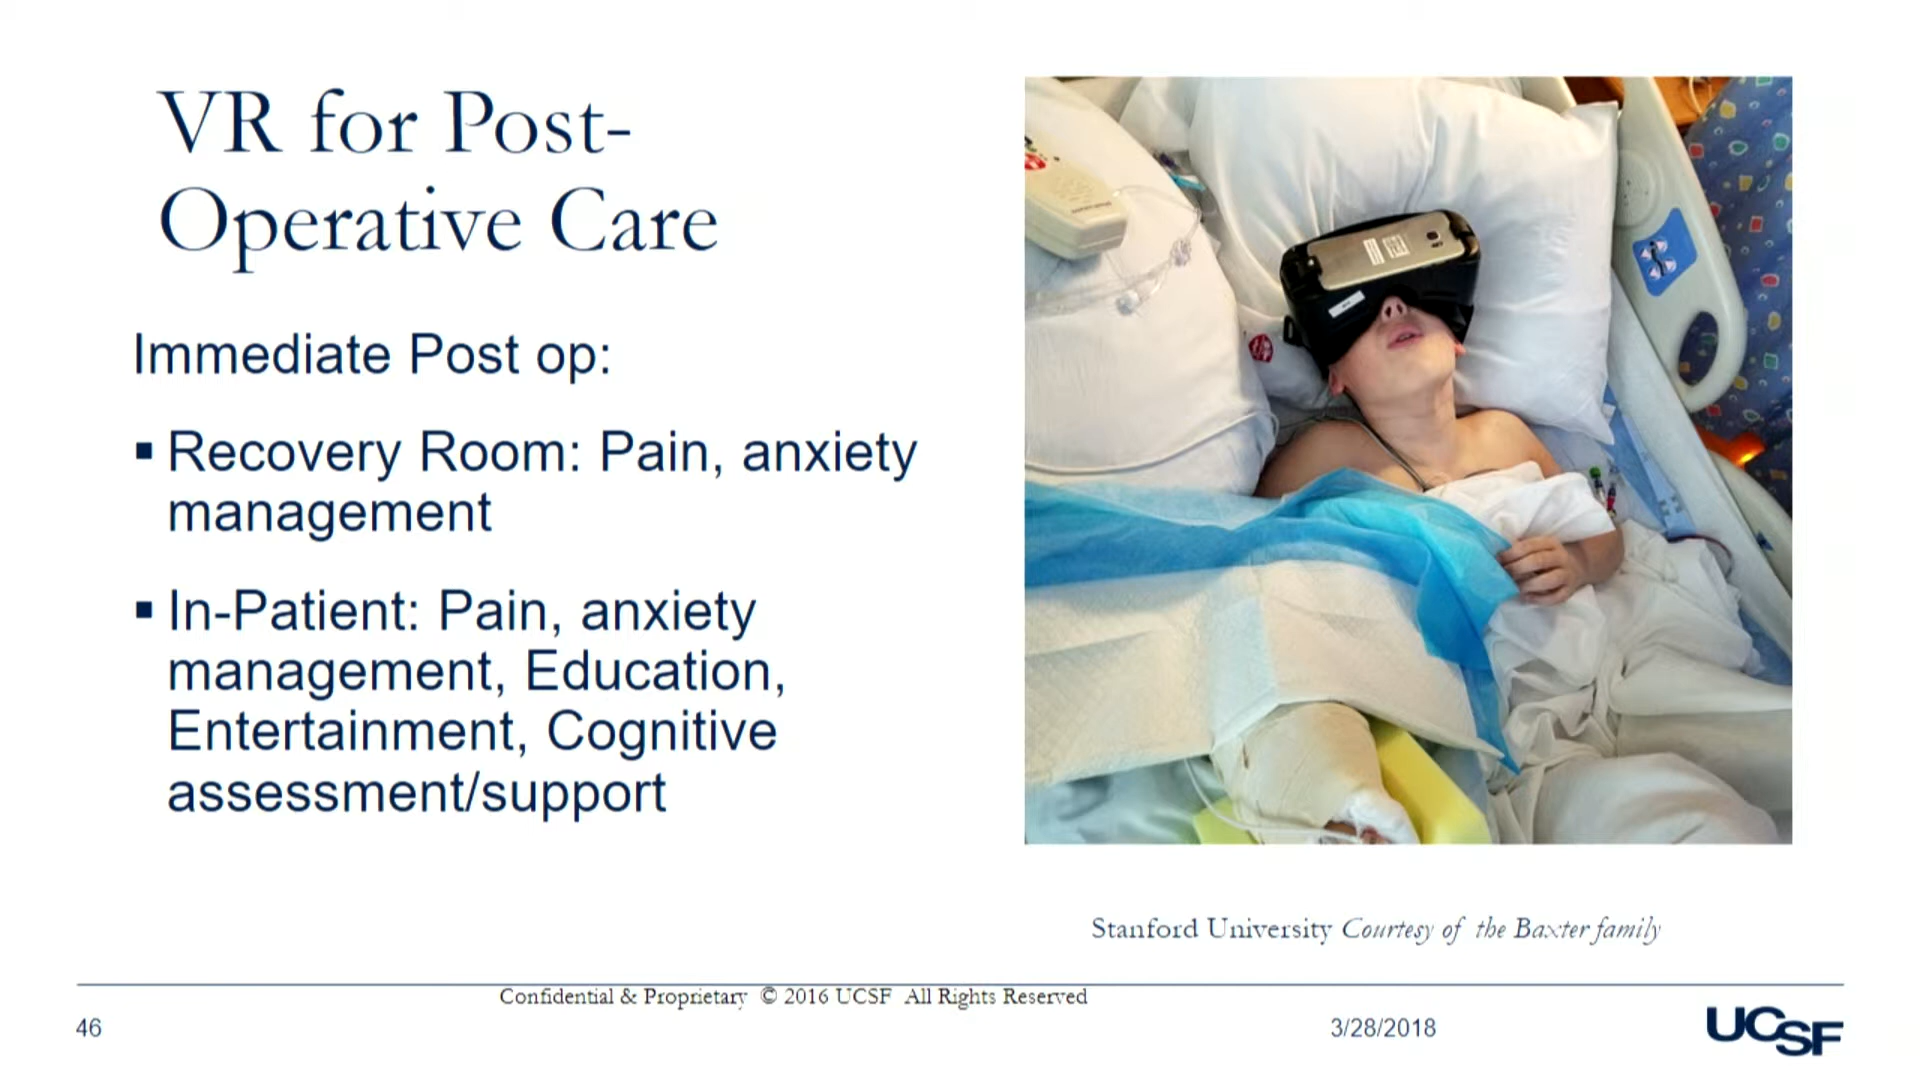 VR for Post-
Operative Care
Immediate Post op:
▪ Recovery Room: Pain, anxiety
management
▪ In-Patient: Pain, anxiety
management, Education,
Entertainment, Cognitive
assessment/support
Stanford University Courtesy of the Baxter family
Confidential & Proprietary © 2016 UCSF All Rights Reserved
46
3/28/2018
UCSF